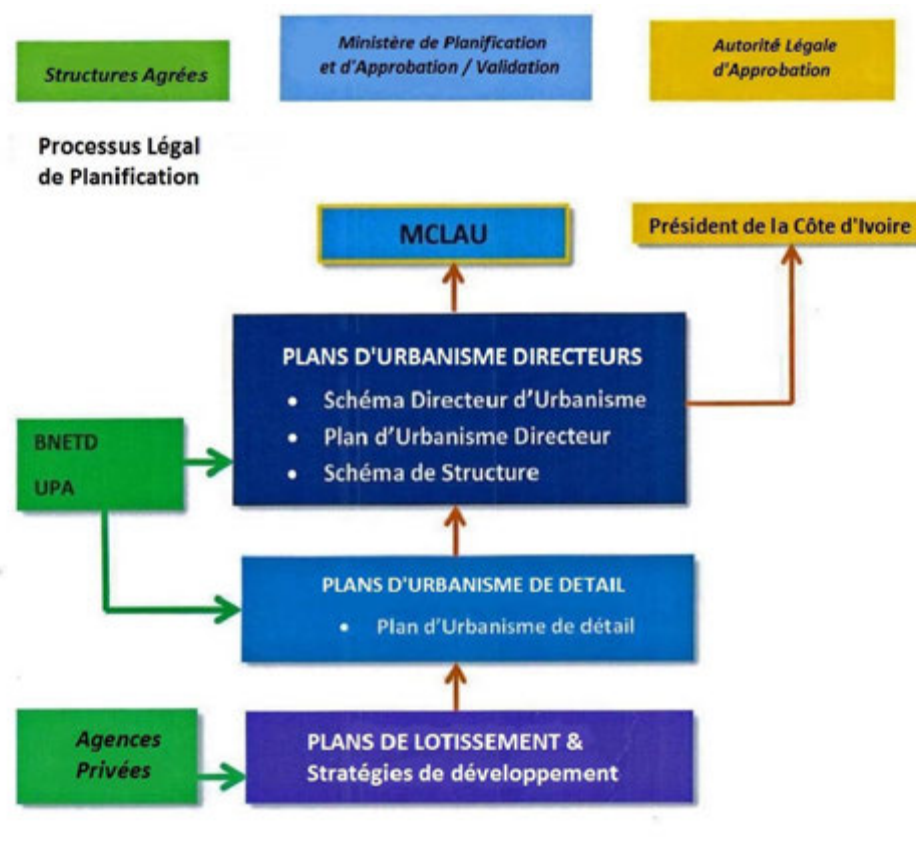 Structures Agrées
Ministère de Planification
et d'Approbation / Validation
Autorité Légale
d'Approbation
Processus Légal
de Planification
MCLAU
Président de la Côte d'Ivoire
PLANS D'URBANISME DIRECTEURS
• Schéma Directeur d'Urbanisme
• Plan d'Urbanisme Directeur
• Schéma de Structure
BNETD
UPA
PLANS D'URBANISME DE DETAIL
• Plan d'Urbanisme de détail
Agences
Privées
PLANS DE LOTISSEMENT &
Stratégies de développement